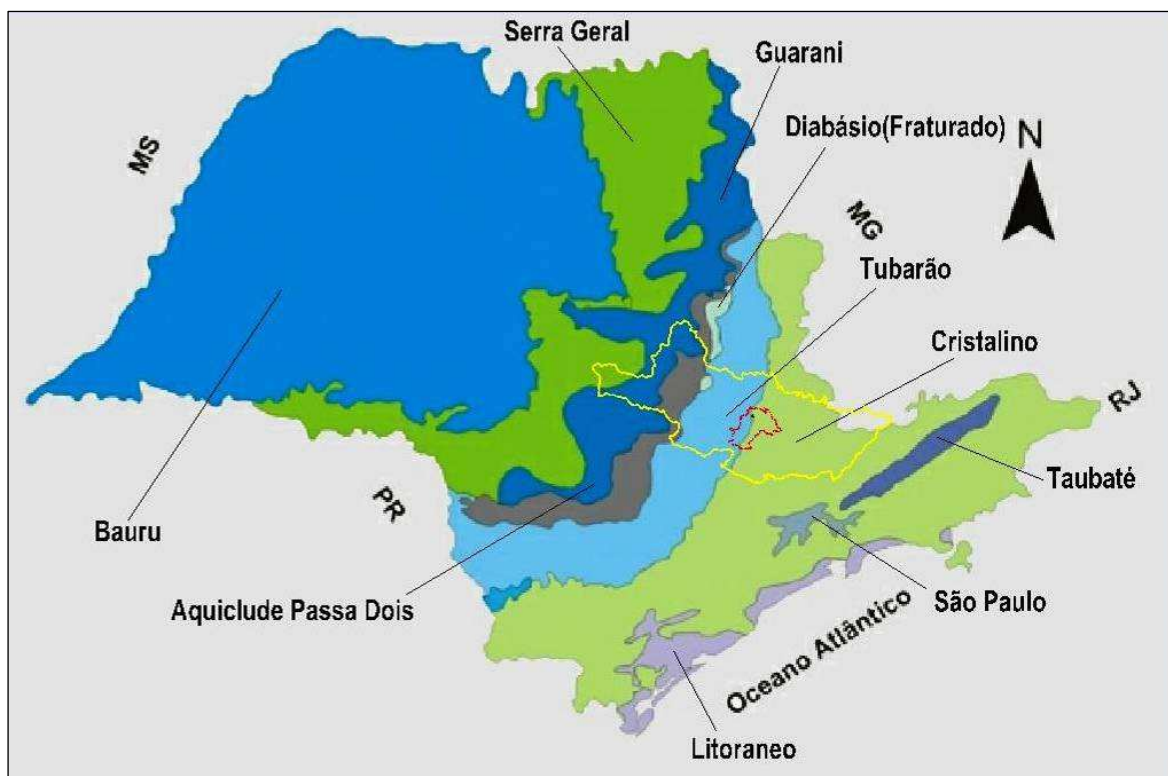 Serra Geral
Guarani
Diabásio(Fraturado)
N
MS
MG
Tubarão
Cristalino
RJ
Taubaté
PR
Bauru
Aquiclude Passa Dois
São Paulo
Oceano Atlântico
Litoraneo